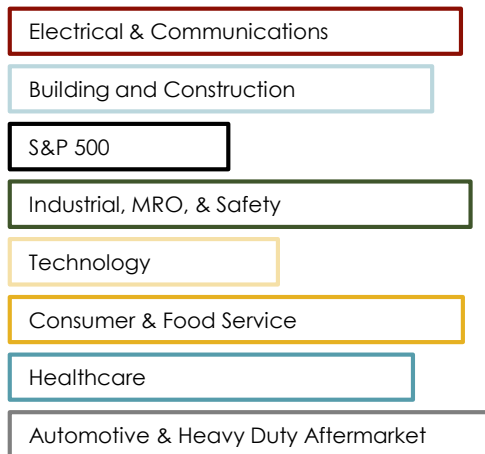 Electrical & Communications
Building and Construction
S&P 500
Industrial, MRO, & Safety
Technology
Consumer & Food Service
Healthcare
Automotive & Heavy Duty Aftermarket